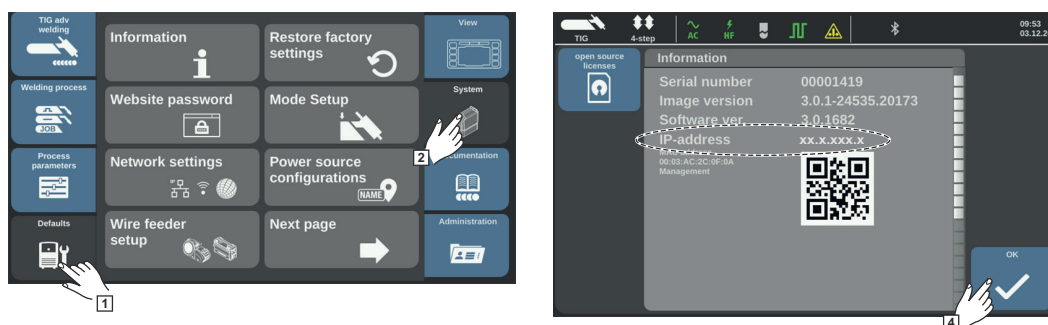 TIG adv
welding
Welding process
JOB
Process
parameters
Defaults
1
Information
Restore factory
settings
Website password
Mode Setup
Network settings
Power source
configurations
NAME
Wire feeder
setup
Next page
View
System
2
ocumentation
Administration
TIG
4-step
AC
HF
09:53
03.12.20
open source
licenses
Information
Serial number 00001419
Image version 3.0.1-24535.20173
Software ver. 3.0.1682
IP-address xx.x.xxx.x
00:03:AC:2C:0F:0A
Management
OK
4